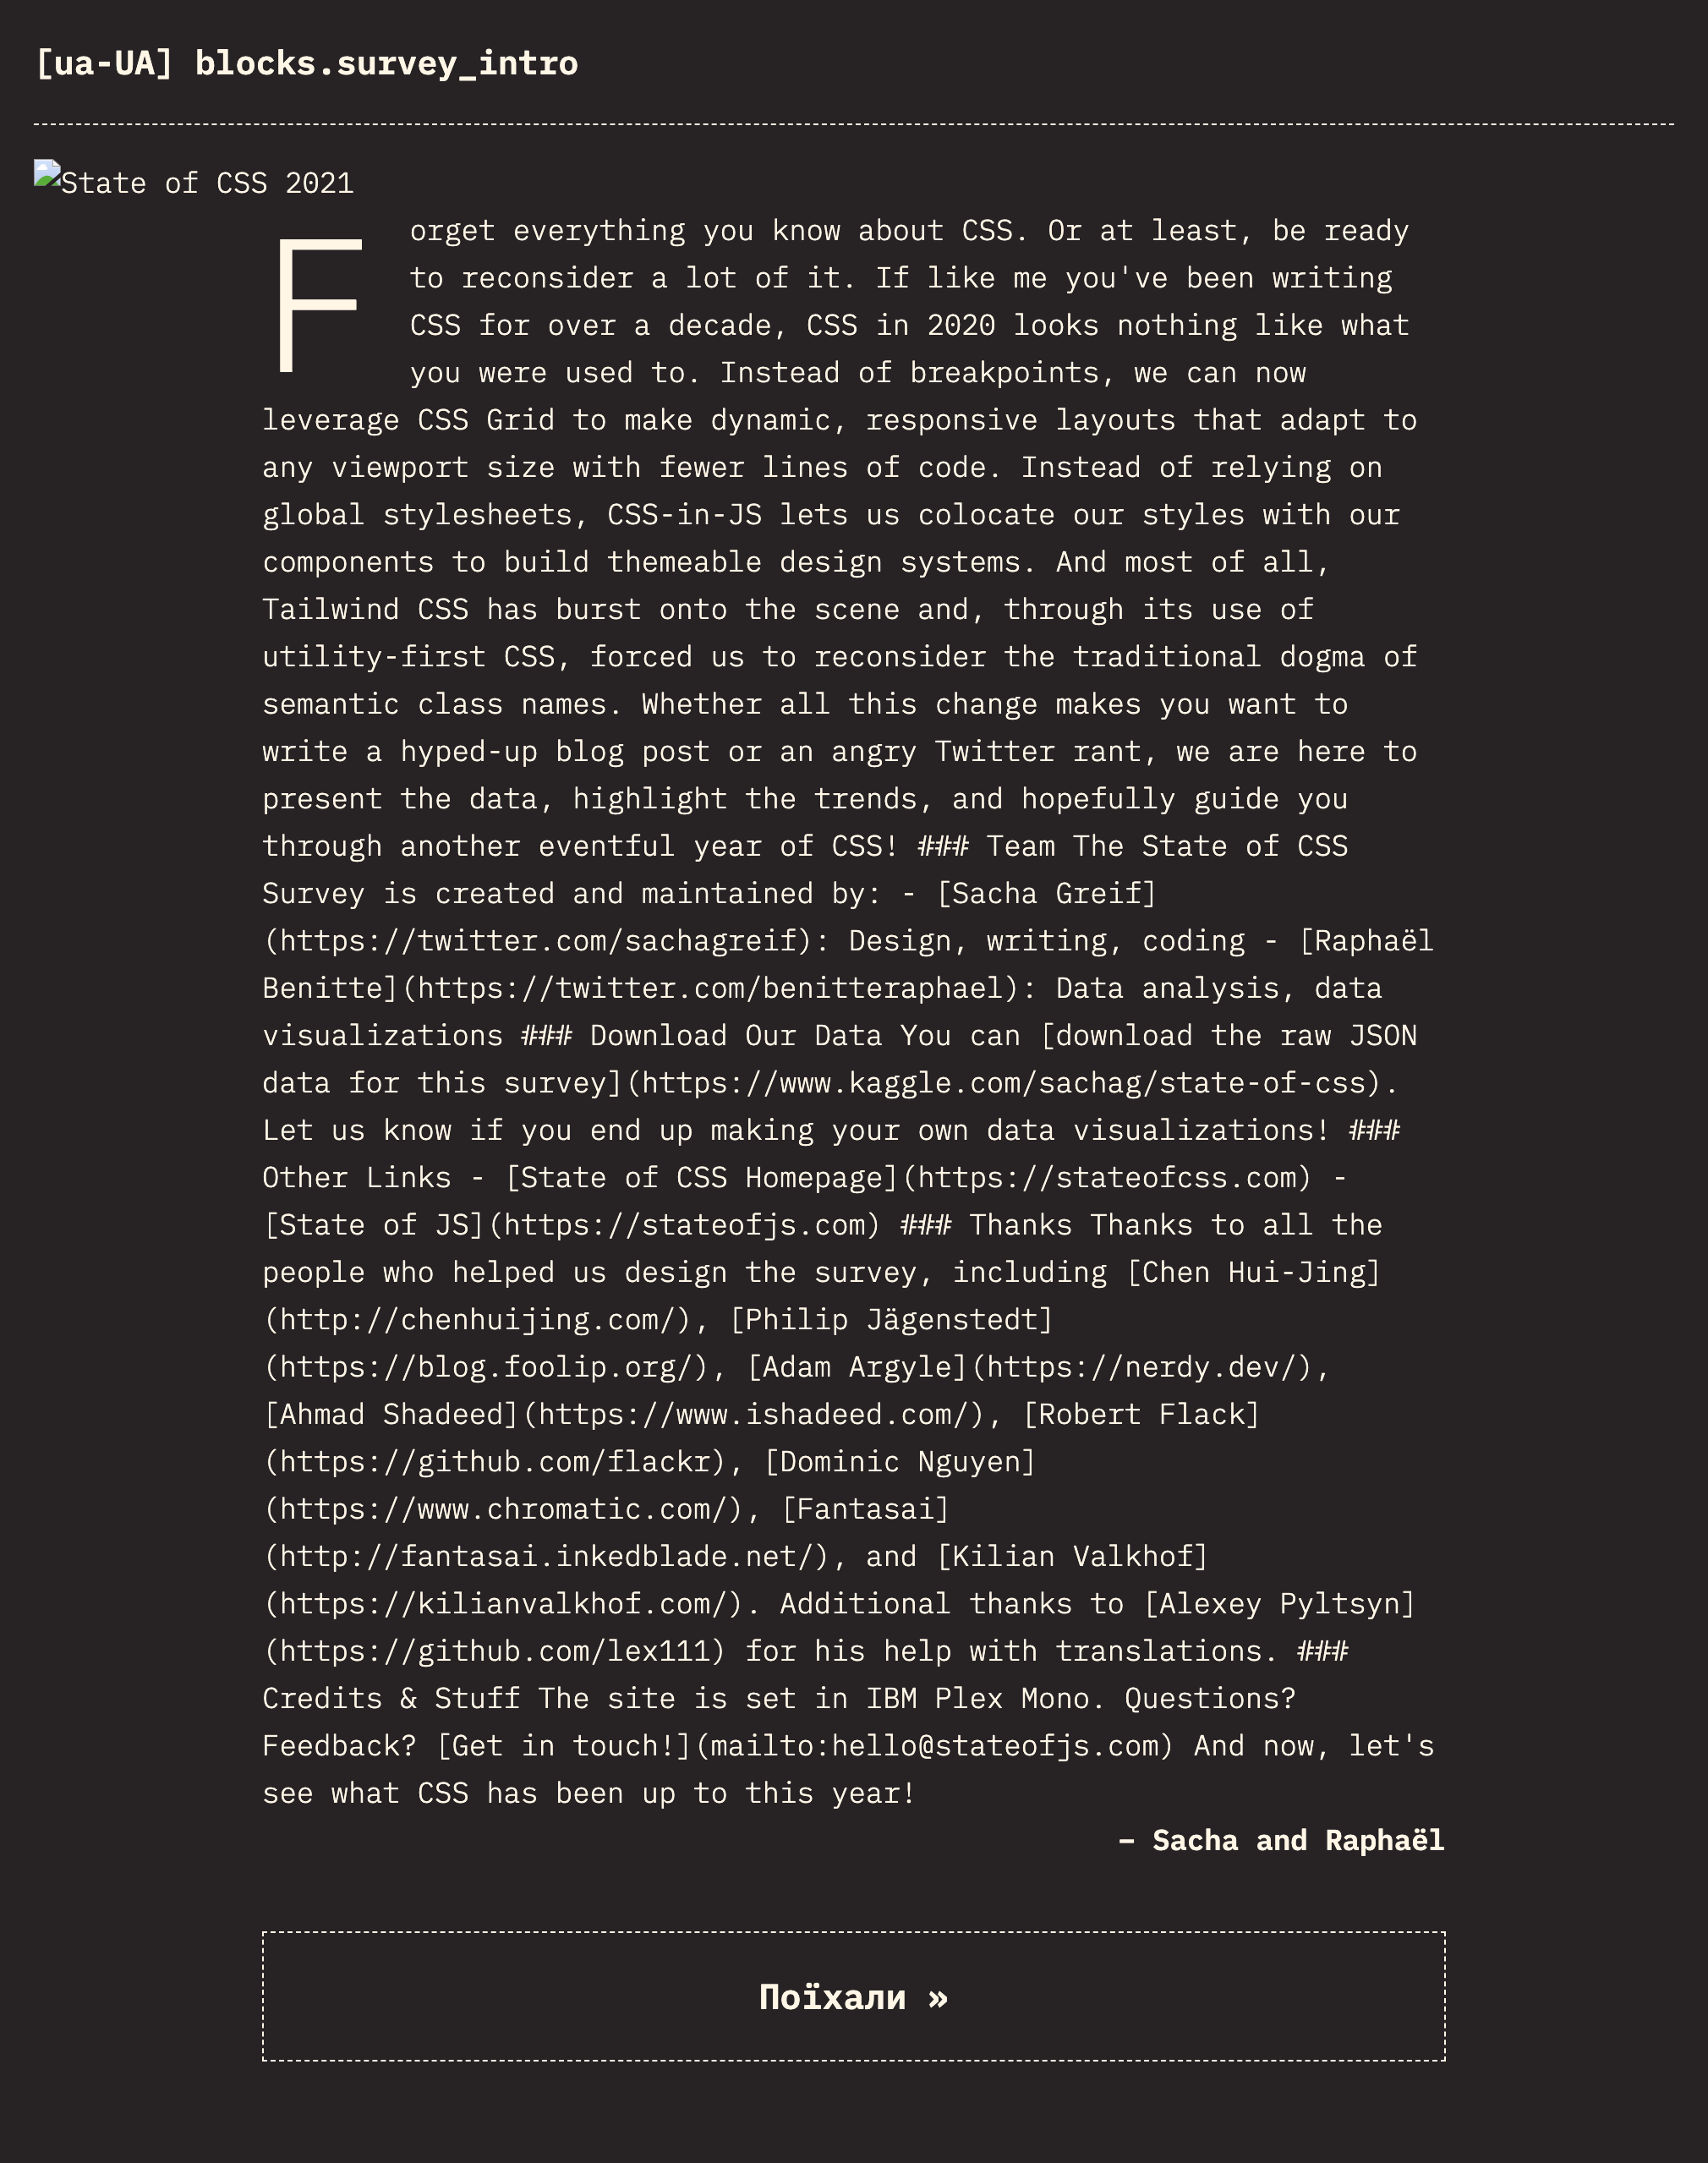 [ua-UA] blocks.survey_intro
State of CSS 2021
Forget everything you know about CSS. Or at least, be ready
to reconsider a lot of it. If like me you've been writing
CSS for over a decade, CSS in 2020 looks nothing like what
you were used to. Instead of breakpoints, we can now
leverage CSS Grid to make dynamic, responsive layouts that adapt to
any viewport size with fewer lines of code. Instead of relying on
global stylesheets, CSS-in-JS lets us colocate our styles with our
components to build themeable design systems. And most of all,
Tailwind CSS has burst onto the scene and, through its use of
utility-first CSS, forced us to reconsider the traditional dogma of
semantic class names. Whether all this change makes you want to
write a hyped-up blog post or an angry Twitter rant, we are here to
present the data, highlight the trends, and hopefully guide you
through another eventful year of CSS! ### Team The State of CSS
Survey is created and maintained by: - [Sacha Greif]
(https://twitter.com/sachagreif): Design, writing, coding - [Raphaël
Benitte](https://twitter.com/benitteraphael): Data analysis, data
visualizations ### Download Our Data You can [download the raw JSON
data for this survey](https://www.kaggle.com/sachag/state-of-css).
Let us know if you end up making your own data visualizations! ###
Other Links - [State of CSS Homepage](https://stateofcss.com) -
[State of JS](https://stateofjs.com) ### Thanks Thanks to all the
people who helped us design the survey, including [Chen Hui-Jing]
(http://chenhuijing.com/), [Philip Jägenstedt]
(https://blog.foolip.org/), [Adam Argyle](https://nerdy.dev/),
[Ahmad Shadeed](https://www.ishadeed.com/), [Robert Flack]
(https://github.com/flackr), [Dominic Nguyen]
(https://www.chromatic.com/), [Fantasai]
(http://fantasai.inkedblade.net/), and [Kilian Valkhof]
(https://kilianvalkhof.com/). Additional thanks to [Alexey Pyltsyn]
(https://github.com/lex111) for his help with translations. ###
Credits & Stuff The site is set in IBM Plex Mono. Questions?
Feedback? [Get in touch!](mailto:hello@stateofjs.com) And now, let's
see what CSS has been up to this year!
– Sacha and Raphaël
Поїхали »